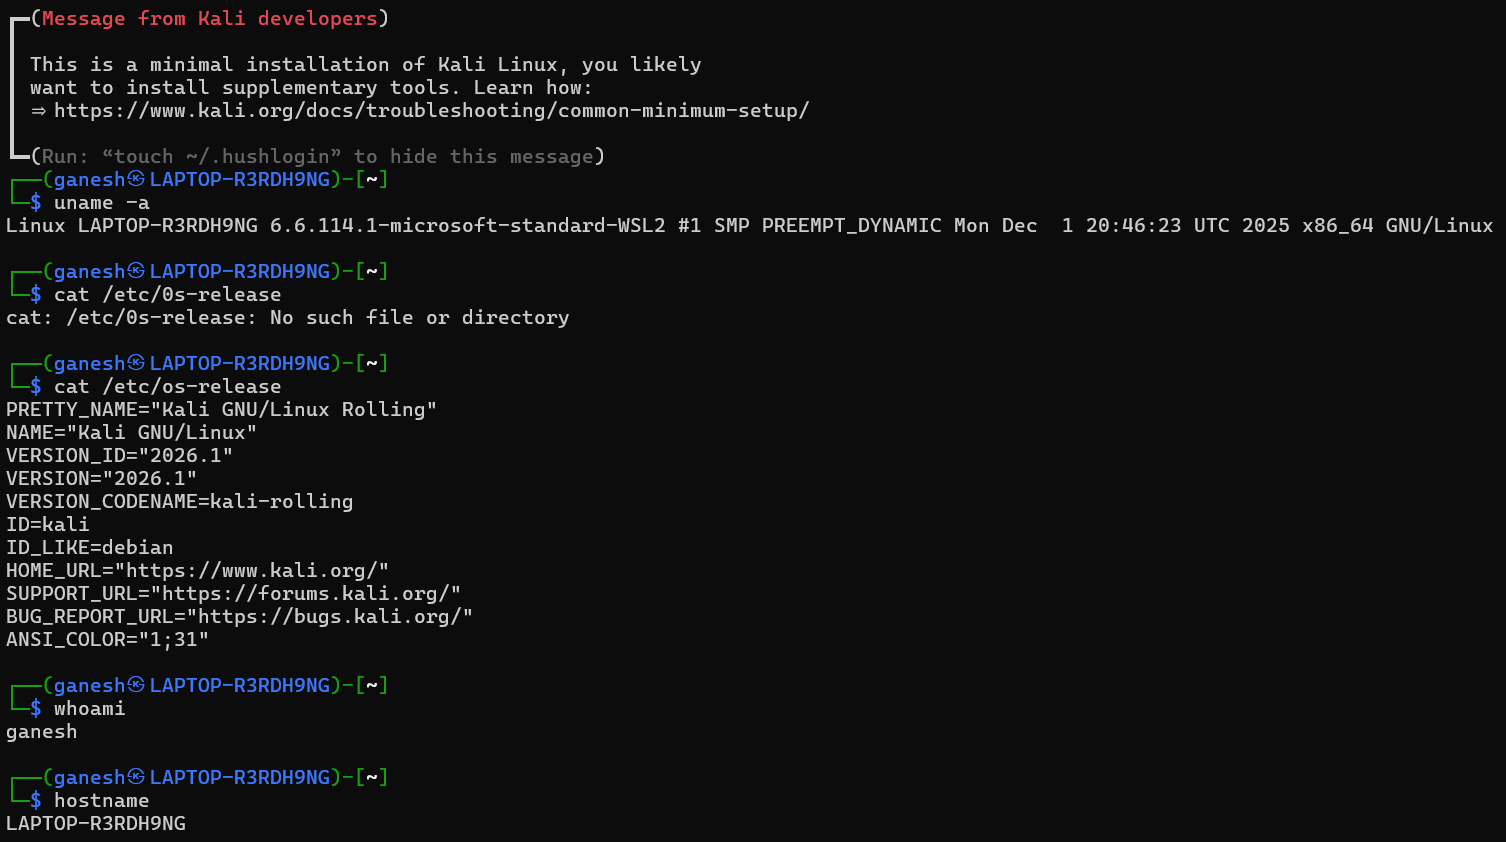 (Message from Kali developers)
This is a minimal installation of Kali Linux, you likely
want to install supplementary tools. Learn how:
⇒ https://www.kali.org/docs/troubleshooting/common-minimum-setup/
(Run: “touch ~/.hushlogin” to hide this message)
┌──(ganesh㉿LAPTOP-R3RDH9NG)-[~]
└─$ uname -a
Linux LAPTOP-R3RDH9NG 6.6.114.1-microsoft-standard-WSL2 #1 SMP PREEMPT_DYNAMIC Mon Dec  1 20:46:23 UTC 2025 x86_64 GNU/Linux
┌──(ganesh㉿LAPTOP-R3RDH9NG)-[~]
└─$ cat /etc/0s-release
cat: /etc/0s-release: No such file or directory
┌──(ganesh㉿LAPTOP-R3RDH9NG)-[~]
└─$ cat /etc/os-release
PRETTY_NAME="Kali GNU/Linux Rolling"
NAME="Kali GNU/Linux"
VERSION_ID="2026.1"
VERSION="2026.1"
VERSION_CODENAME=kali-rolling
ID=kali
ID_LIKE=debian
HOME_URL="https://www.kali.org/"
SUPPORT_URL="https://forums.kali.org/"
BUG_REPORT_URL="https://bugs.kali.org/"
ANSI_COLOR="1;31"
┌──(ganesh㉿LAPTOP-R3RDH9NG)-[~]
└─$ whoami
ganesh
┌──(ganesh㉿LAPTOP-R3RDH9NG)-[~]
└─$ hostname
LAPTOP-R3RDH9NG